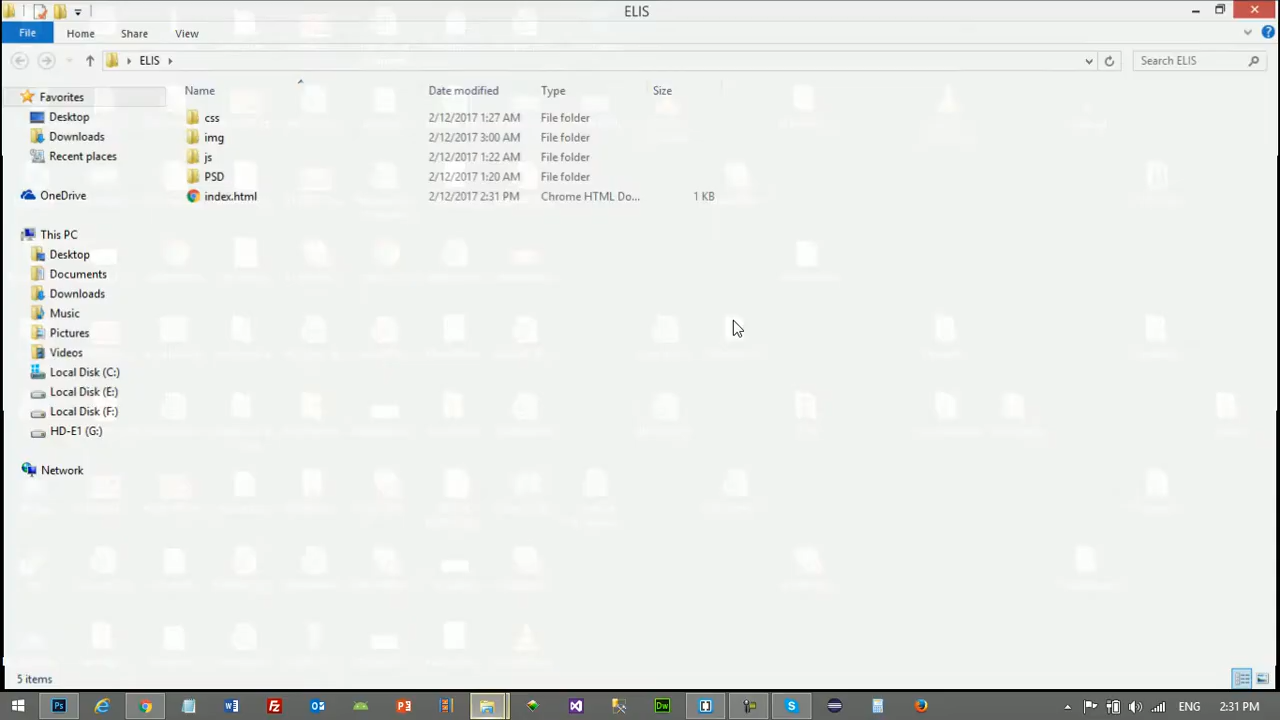 ELIS
File Home Share View
ELIS
Search ELIS
Name Date modified Type Size
Favorites
Desktop
Downloads
Recent places
OneDrive
This PC
Desktop
Documents
Downloads
Music
Pictures
Videos
Local Disk (C:)
Local Disk (E:)
Local Disk (F:)
HD-E1 (G:)
Network
css 2/12/2017 1:27 AM File folder
img 2/12/2017 3:00 AM File folder
js 2/12/2017 1:22 AM File folder
PSD 2/12/2017 1:20 AM File folder
index.html 2/12/2017 2:31 PM Chrome HTML Do... 1 KB
5 items
Ps Dw ENG 2:31 PM